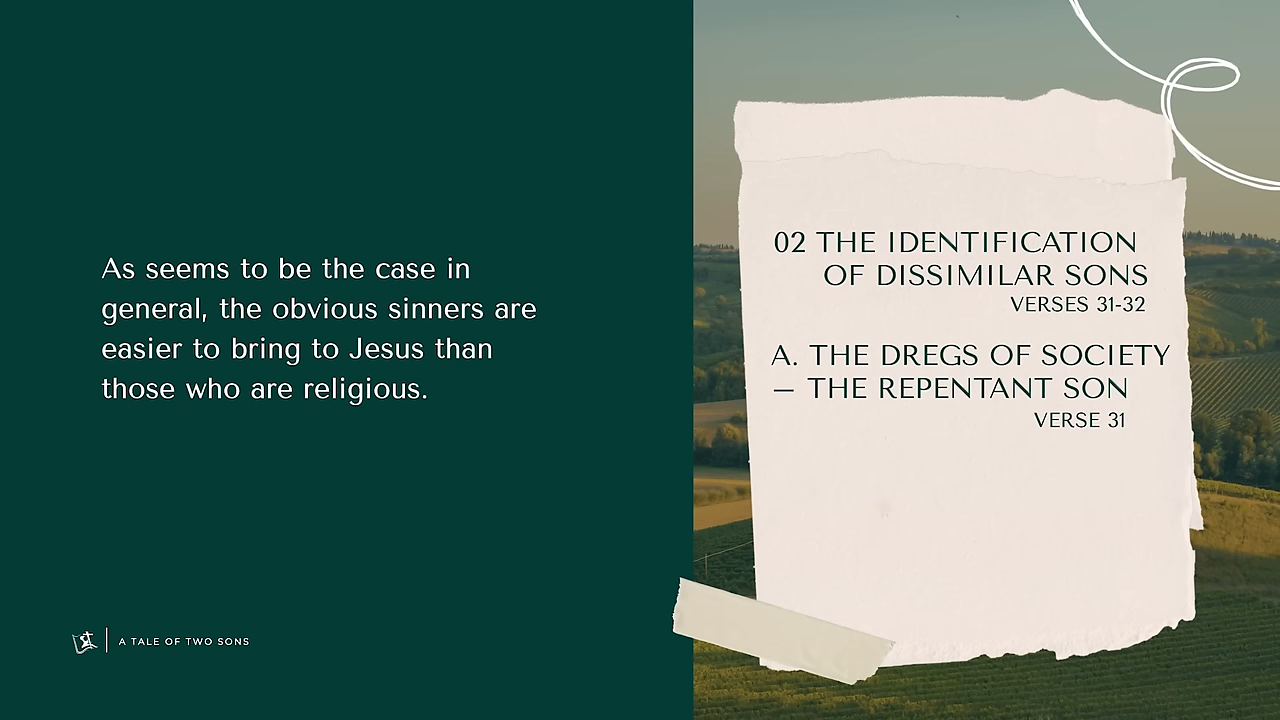 As seems to be the case in
general, the obvious sinners are
easier to bring to Jesus than
those who are religious.
A TALE OF TWO SONS
02 THE IDENTIFICATION
OF DISSIMILAR SONS
VERSES 31-32
A. THE DREGS OF SOCIETY
– THE REPENTANT SON
VERSE 31